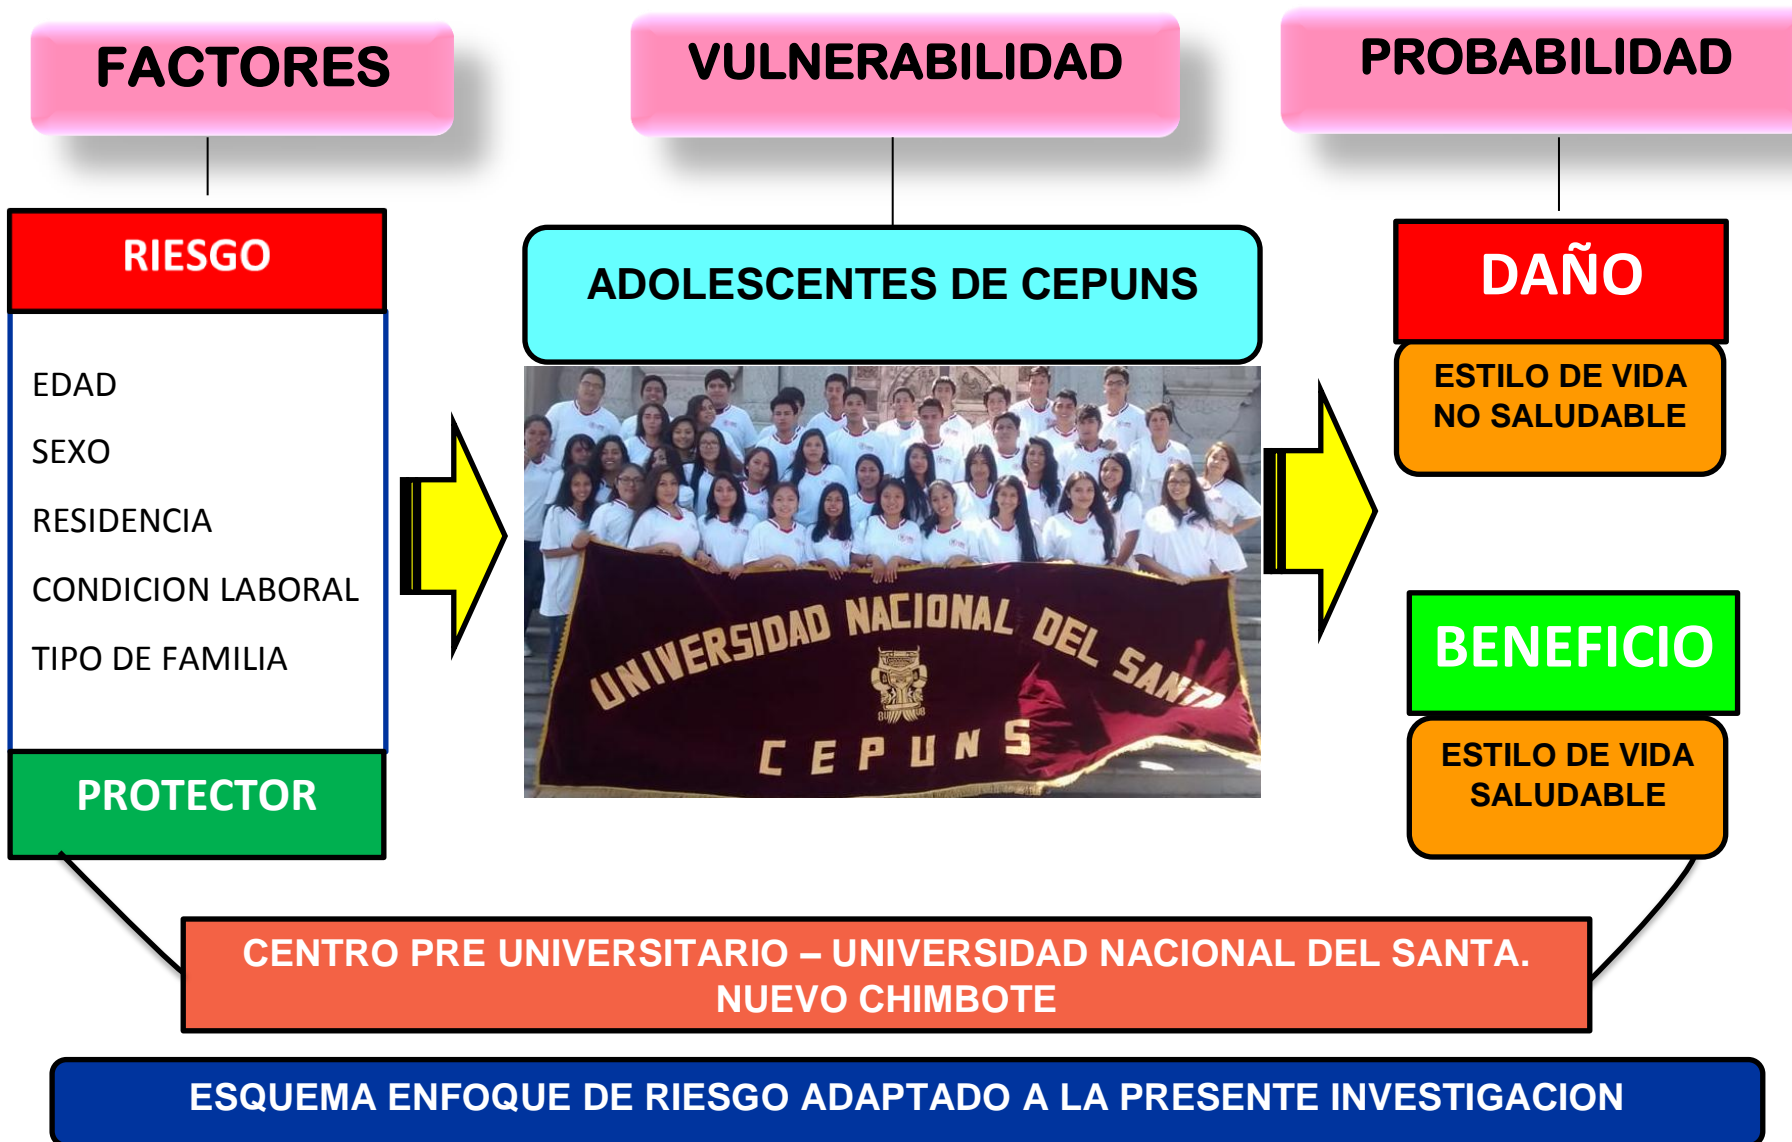 FACTORES
VULNERABILIDAD
PROBABILIDAD
RIESGO
EDAD
SEXO
RESIDENCIA
CONDICION LABORAL
TIPO DE FAMILIA
PROTECTOR
ADOLESCENTES DE CEPUNS
UNIVERSIDAD NACIONAL DEL SANTA
CEPUNS
DAÑO
ESTILO DE VIDA
NO SALUDABLE
BENEFICIO
ESTILO DE VIDA
SALUDABLE
CENTRO PRE UNIVERSITARIO – UNIVERSIDAD NACIONAL DEL SANTA.
NUEVO CHIMBOTE
ESQUEMA ENFOQUE DE RIESGO ADAPTADO A LA PRESENTE INVESTIGACION